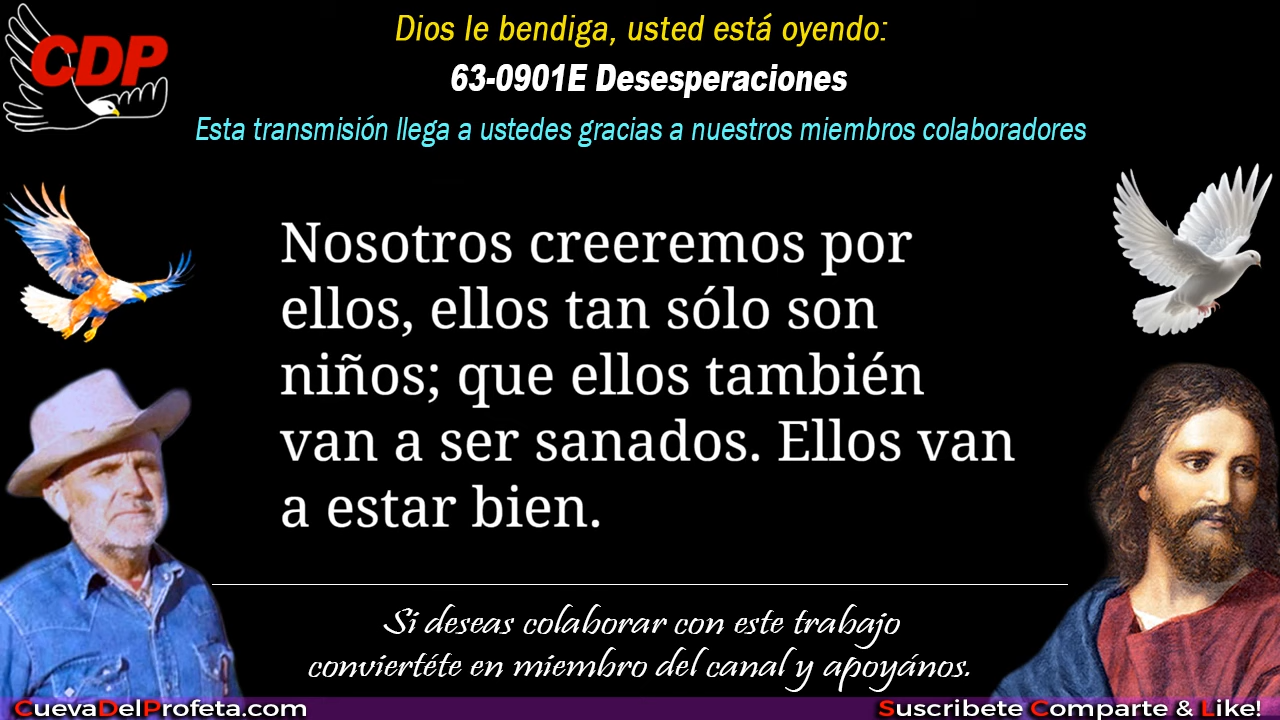 CDP
Dios le bendiga, usted está oyendo:
63-0901E Desesperaciones
Esta transmisión llega a ustedes gracias a nuestros miembros colaboradores
Nosotros creeremos por
ellos, ellos tan sólo son
niños; que ellos también
van a ser sanados. Ellos van
a estar bien.
Si deseas colaborar con este trabajo
conviertéte en miembro del canal y apoyános.
CuevaDelProfeta.com
Suscribete Comparte & Like!